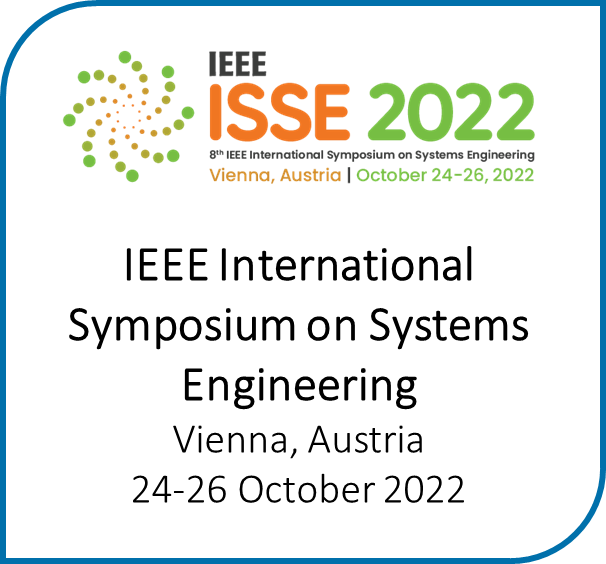 IEEE
ISSE 2022
8th IEEE International Symposium on Systems Engineering
Vienna, Austria | October 24-26, 2022
IEEE International
Symposium on Systems
Engineering
Vienna, Austria
24-26 October 2022